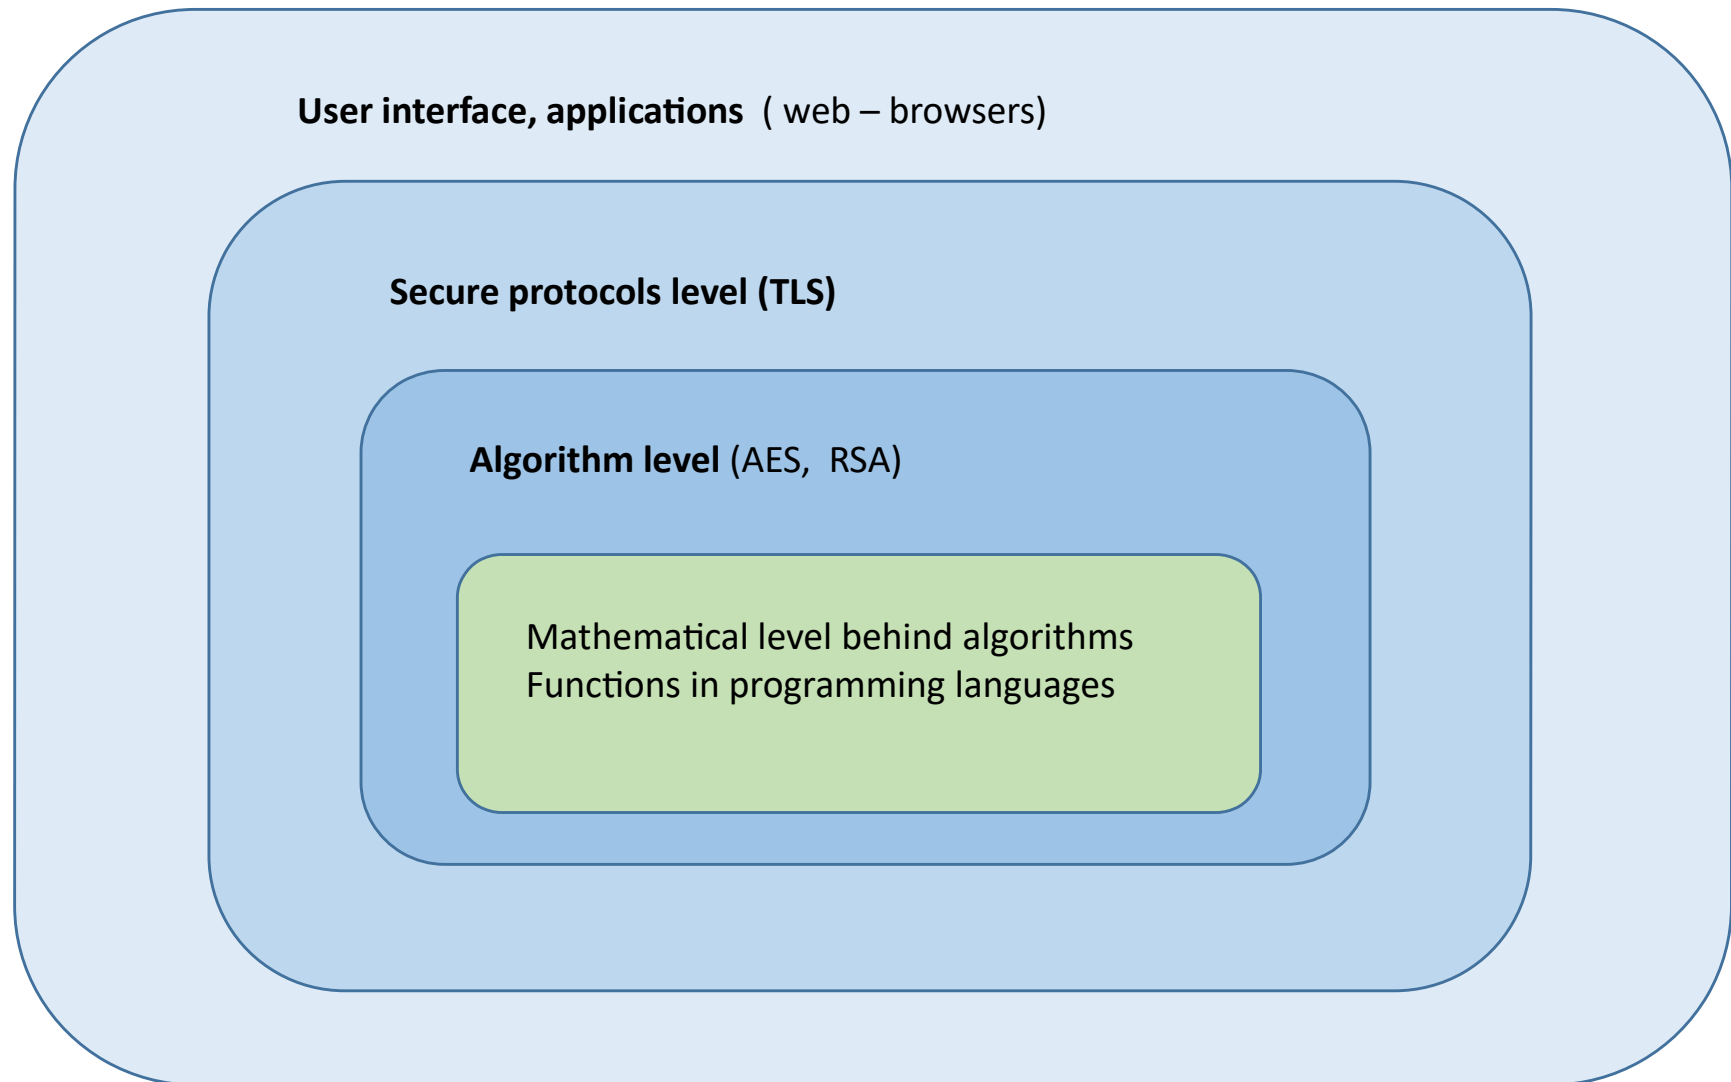 User interface, applications ( web – browsers)
Secure protocols level (TLS)
Algorithm level (AES, RSA)
Mathematical level behind algorithms
Functions in programming languages